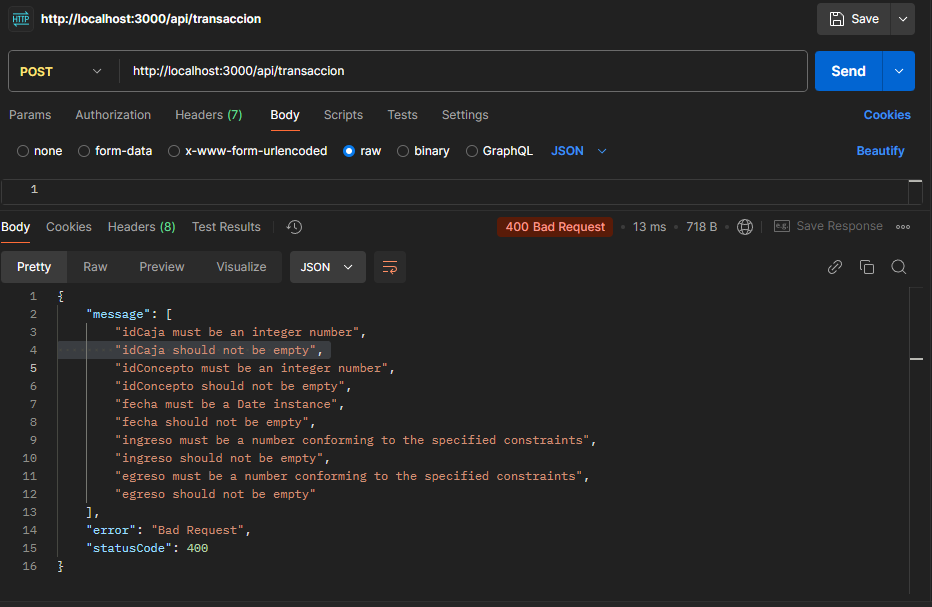 HTTP http://localhost:3000/api/transaccion Save
POST http://localhost:3000/api/transaccion Send
Params Authorization Headers (7) Body Scripts Tests Settings Cookies
none form-data x-www-form-urlencoded raw binary GraphQL JSON Beautify
1
Body Cookies Headers (8) Test Results 400 Bad Request • 13 ms • 718 B e.g. Save Response
Pretty Raw Preview Visualize JSON
1 {
2 "message": [
3 "idCaja must be an integer number",
4 "idCaja should not be empty",
5 "idConcepto must be an integer number",
6 "idConcepto should not be empty",
7 "fecha must be a Date instance",
8 "fecha should not be empty",
9 "ingreso must be a number conforming to the specified constraints",
10 "ingreso should not be empty",
11 "egreso must be a number conforming to the specified constraints",
12 "egreso should not be empty"
13 ],
14 "error": "Bad Request",
15 "statusCode": 400
16 }